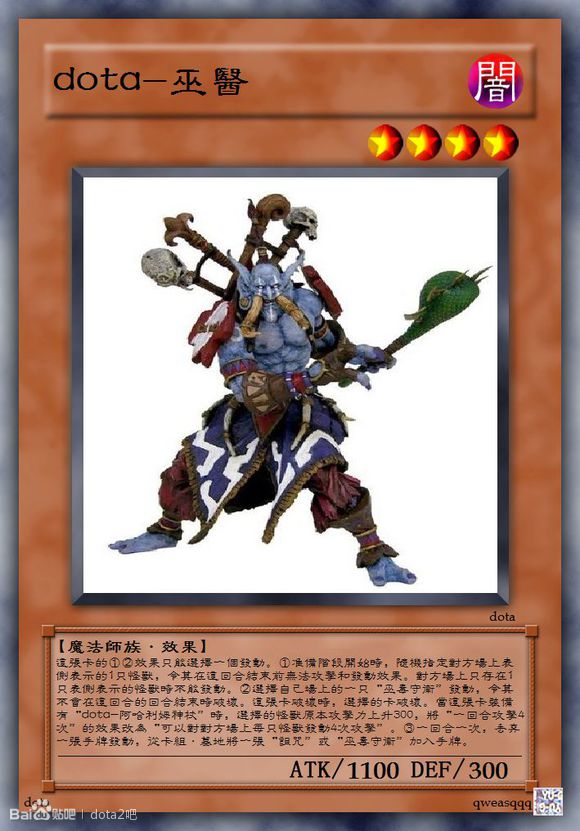 dota-巫醫
闇
dota
【魔法師族·效果】
這張卡的①②效果只能選擇一個發動。①准備階段開始時，隨機指定對方場上表
側表示的1只怪獸，令其在這回合結束前無法攻擊和發動效果。對方場上只存在1
只表側表示的怪獸時不能發動。②選擇自己場上的一只“巫毒守衛”發動，令其
不會在這回合的回合結束時破壞。這張卡破壞時，選擇的卡破壞。當這張卡裝備
有“dota-阿哈利姆神杖”時，選擇的怪獸原本攻擊力上升300，將“一回合攻擊4
次”的效果改為“可以對對方場上每只怪獸發動4次攻擊”。③一回合一次，丟弃
一張手牌發動，從卡組·墓地將一張“詛咒”或“巫毒守衛”加入手牌。
ATK/1100 DEF/300
qweasqqq
Bai貼吧 | dota2吧